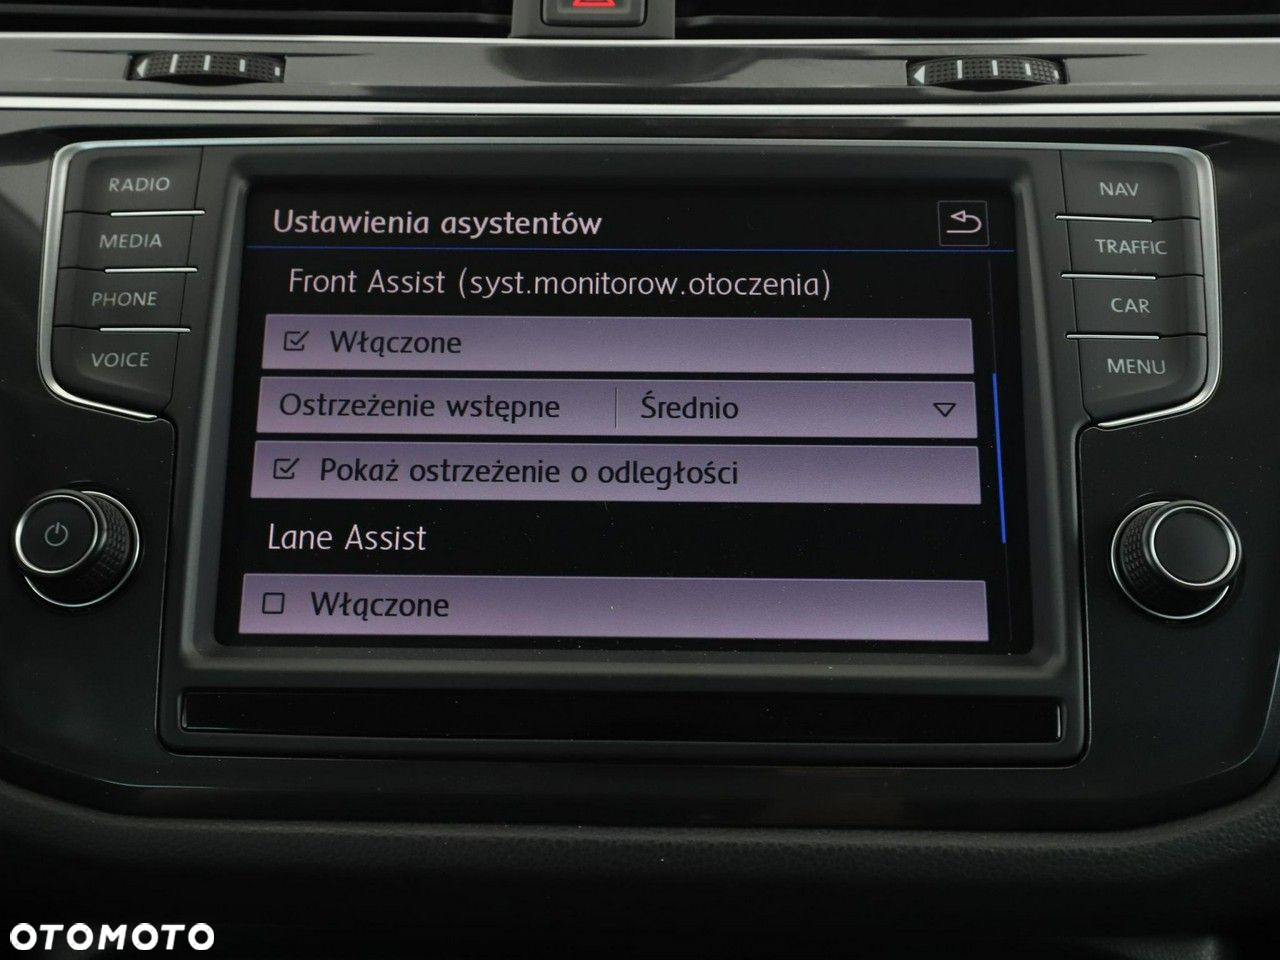 RADIO
MEDIA
PHONE
VOICE
Ustawienia asystentów
Front Assist (syst.monitorow.otoczenia)
Włączone
Ostrzeżenie wstępne Średnio
Pokaż ostrzeżenie o odległości
Lane Assist
Włączone
NAV
TRAFFIC
CAR
MENU
OTOMOTO